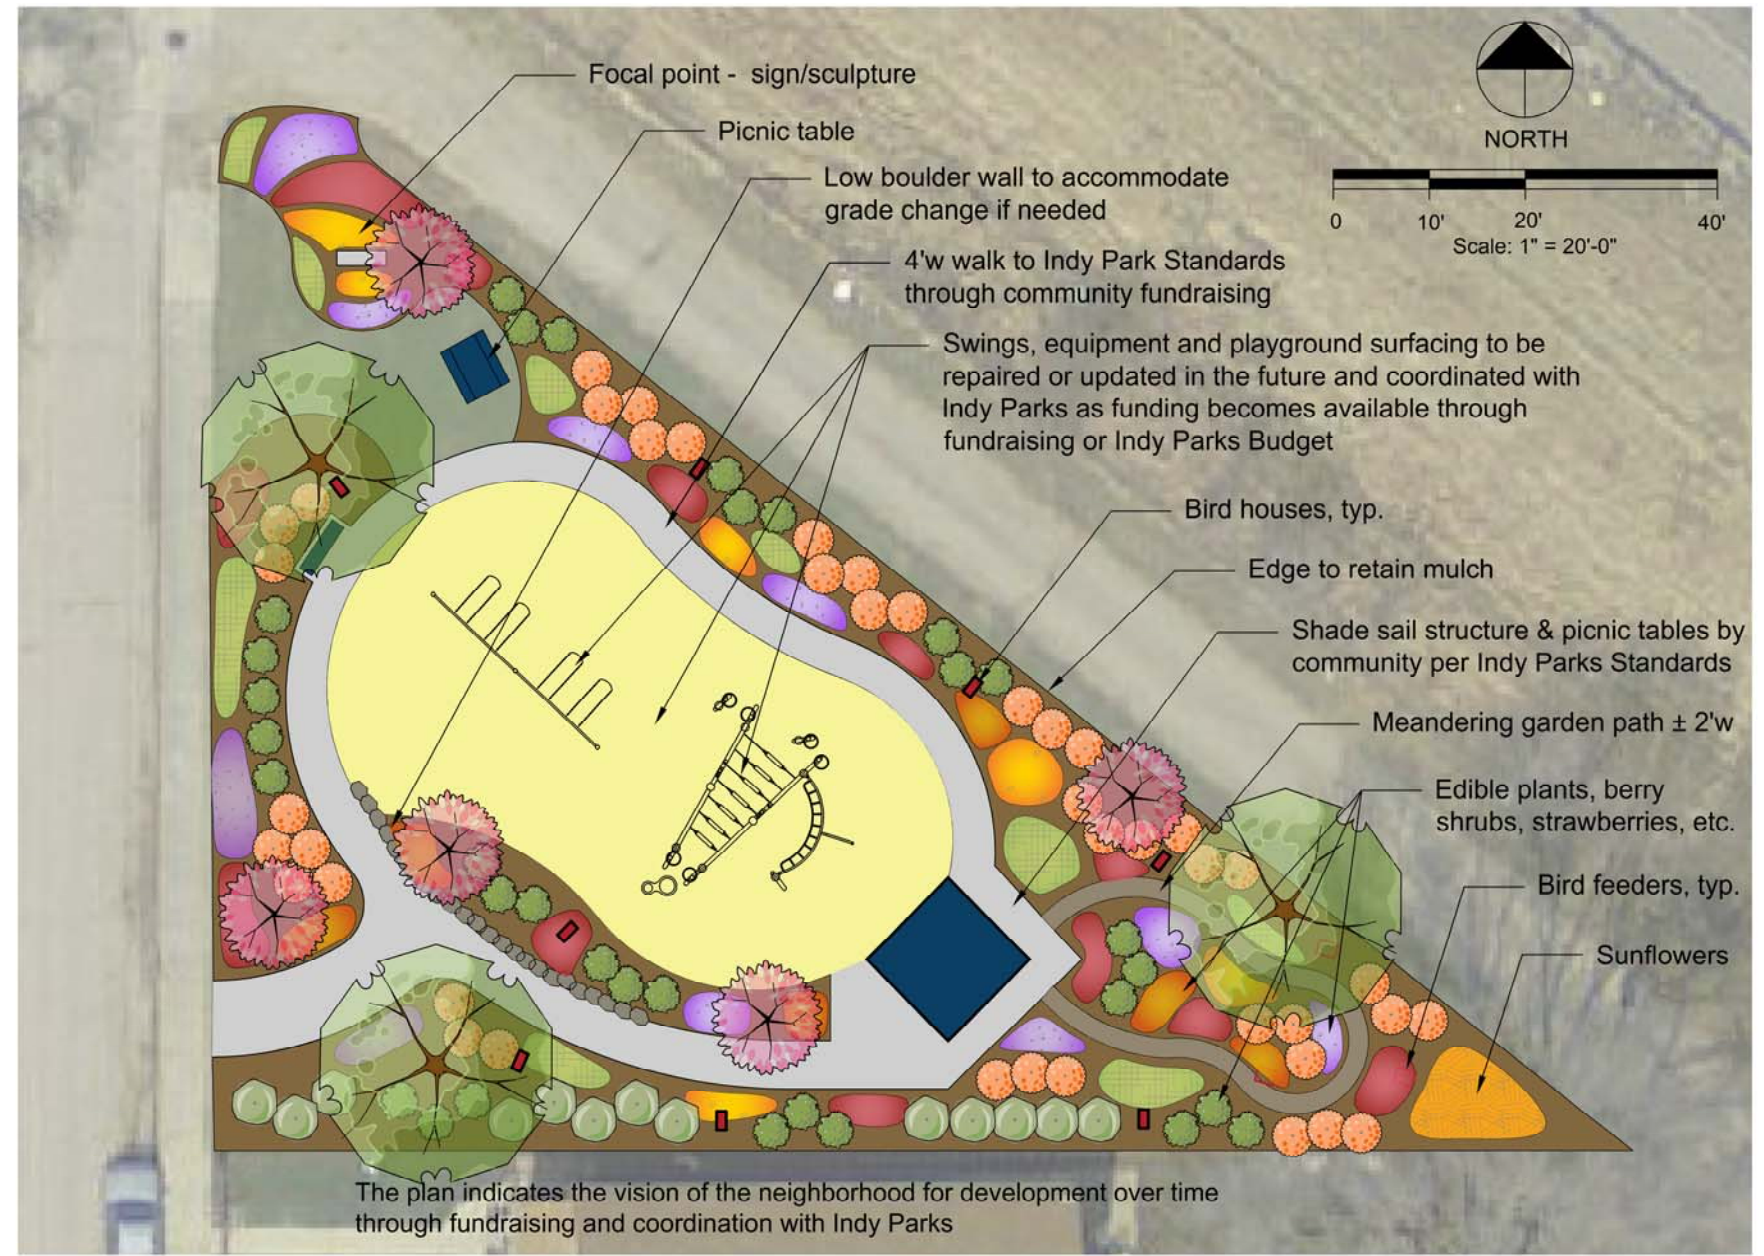 Focal point -  sign/sculpture
Picnic table
Low boulder wall to accommodate
grade change if needed
4'w walk to Indy Park Standards
through community fundraising
Swings, equipment and playground surfacing to be
repaired or updated in the future and coordinated with
Indy Parks as funding becomes available through
fundraising or Indy Parks Budget
NORTH
0 10' 20' 40'
Scale: 1" = 20'-0"
Bird houses, typ.
Edge to retain mulch
Shade sail structure & picnic tables by
community per Indy Parks Standards
Meandering garden path ± 2'w
Edible plants, berry
shrubs, strawberries, etc.
Bird feeders, typ.
Sunflowers
The plan indicates the vision of the neighborhood for development over time
through fundraising and coordination with Indy Parks